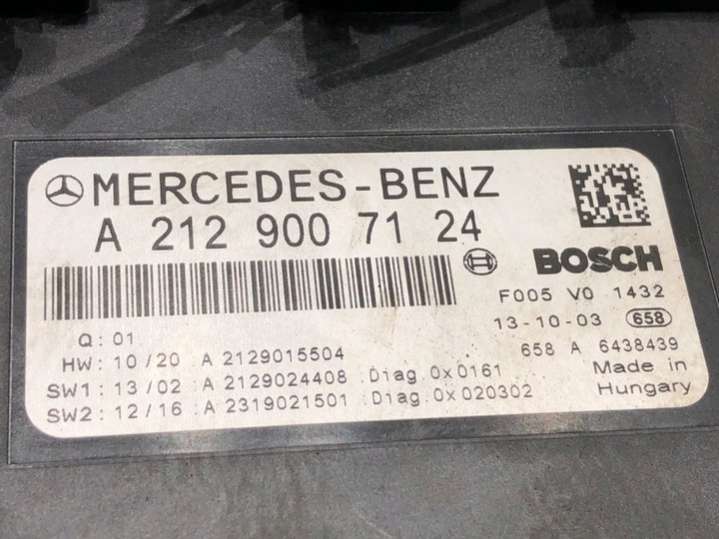 MERCEDES-BENZ
A 212 900 71 24
BOSCH
F005 V0 1432
13-10-03 658
658 A 6438439
Made in
Hungary
Q: 01
HW: 10/20 A 2129015504
SW1: 13/02 A 2129024408 Diag.0x0161
SW2: 12/16 A 2319021501 Diag.0x020302